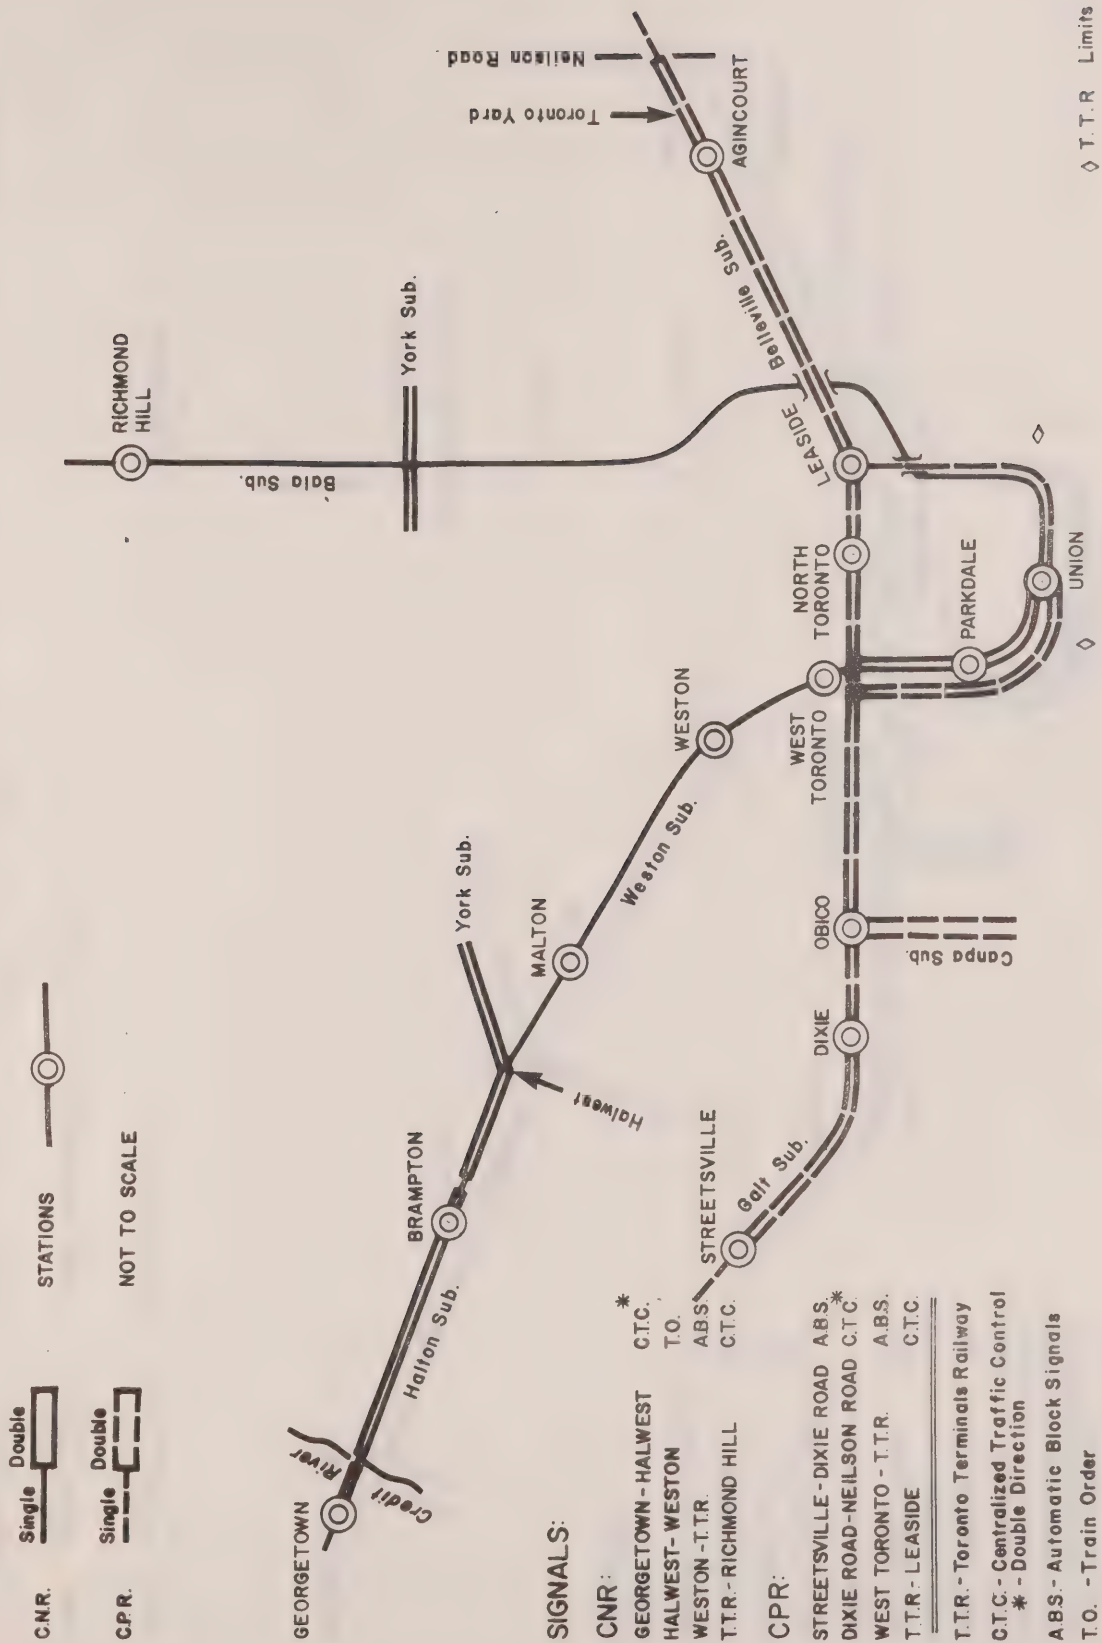 C.N.R. Single Double STATIONS
C.P.R. Single Double NOT TO SCALE
GEORGETOWN
Credit River
Halton Sub.
BRAMPTON
Halwest
York Sub.
MALTON
Weston Sub.
WESTON
WEST
TORONTO
NORTH
TORONTO
PARKDALE
UNION
LEASIDE
Belleville Sub.
AGINCOURT
Toronto Yard
Neilson Road
RICHMOND
HILL
Bala Sub.
York Sub.
STREETSVILLE
Galt Sub.
DIXIE
OBICO
Canpa Sub.
◊ T.T.R Limits
SIGNALS:
CNR:
GEORGETOWN-HALWEST C.T.C.*
HALWEST-WESTON T.O.
WESTON-T.T.R. A.B.S.
T.T.R.-RICHMOND HILL C.T.C.
CPR:
STREETSVILLE-DIXIE ROAD A.B.S.
DIXIE ROAD-NEILSON ROAD C.T.C.*
WEST TORONTO-T.T.R. A.B.S.
T.T.R.-LEASIDE C.T.C.
T.T.R.-Toronto Terminals Railway
C.T.C.-Centralized Traffic Control
* - Double Direction
A.B.S.-Automatic Block Signals
T.O. -Train Order